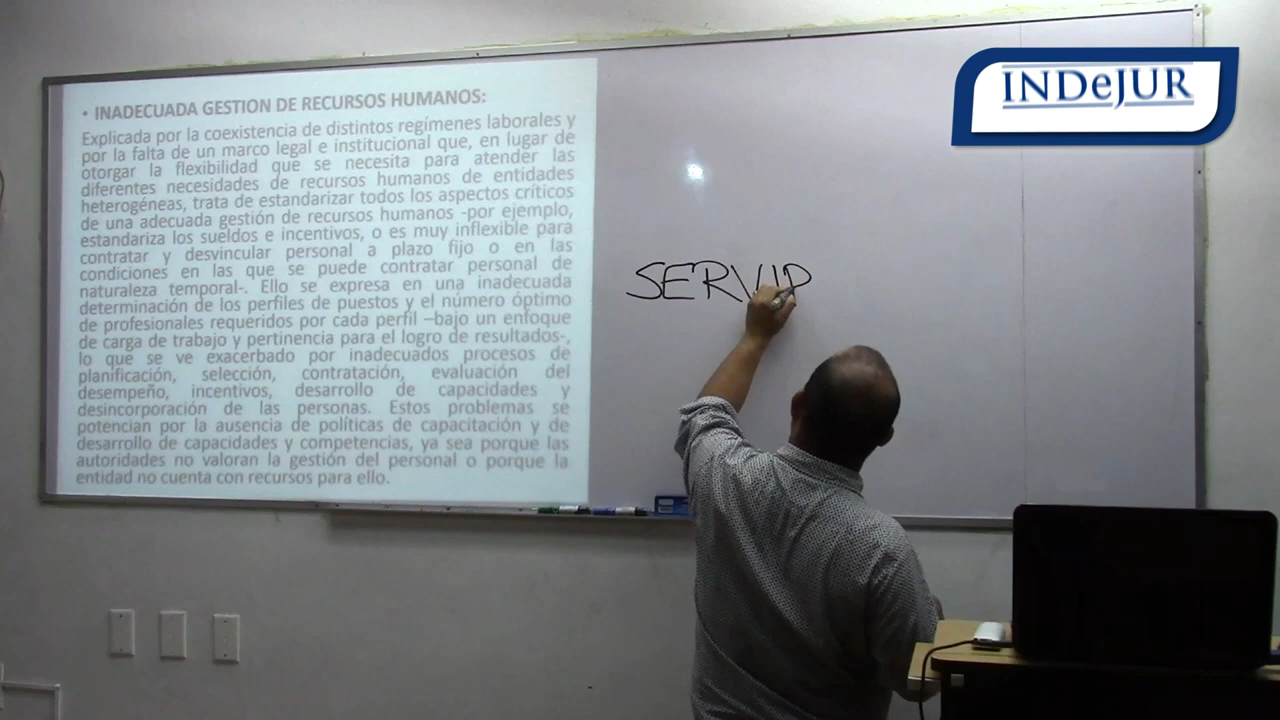 • INADECUADA GESTION DE RECURSOS HUMANOS:
Explicada por la coexistencia de distintos regímenes laborales y
por la falta de un marco legal e institucional que, en lugar de
otorgar la flexibilidad que se necesita para atender las
diferentes necesidades de recursos humanos de entidades
heterogéneas, trata de estandarizar todos los aspectos críticos
de una adecuada gestión de recursos humanos -por ejemplo,
estandariza los sueldos e incentivos, o es muy inflexible para
contratar y desvincular personal a plazo fijo o en las
condiciones en las que se puede contratar personal de
naturaleza temporal-. Ello se expresa en una inadecuada
determinación de los perfiles de puestos y el número óptimo
de profesionales requeridos por cada perfil –bajo un enfoque
de carga de trabajo y pertinencia para el logro de resultados-,
lo que se ve exacerbado por inadecuados procesos de
planificación, selección, contratación, evaluación del
desempeño, incentivos, desarrollo de capacidades y
desincorporación de las personas. Estos problemas se
potencian por la ausencia de políticas de capacitación y de
desarrollo de capacidades y competencias, ya sea porque las
autoridades no valoran la gestión del personal o porque la
entidad no cuenta con recursos para ello.
SERVIP
INDeJUR